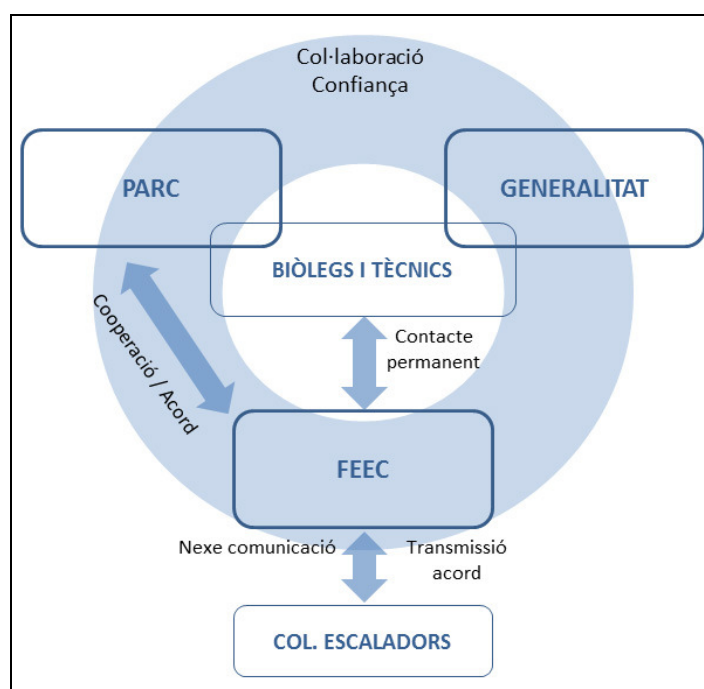 Col·laboració
Confiança
PARC
GENERALITAT
BIÒLEGS I TÈCNICS
Cooperació / Acord
Contacte
permanent
FEEC
Nexe comunicació
Transmissió
acord
COL. ESCALADORS